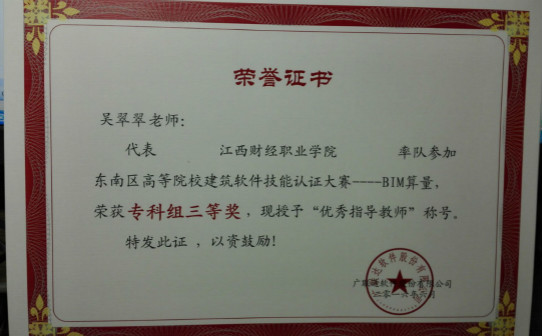 荣誉证书
吴翠翠老师：
代表 江西财经职业学院 率队参加
东南区高等院校建筑软件技能认证大赛----BIM算量，
荣获专科组三等奖，现授予“优秀指导教师”称号。
特发此证，以资鼓励！
限公司